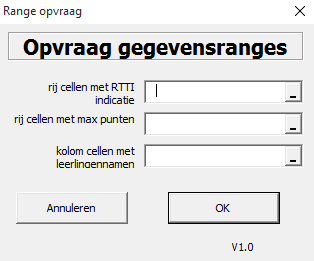 Range opvraag
Opvraag gegevensranges
rij cellen met RTTI
indicatie
rij cellen met max punten
kolom cellen met
leerlingennamen
Annuleren
OK
V1.0